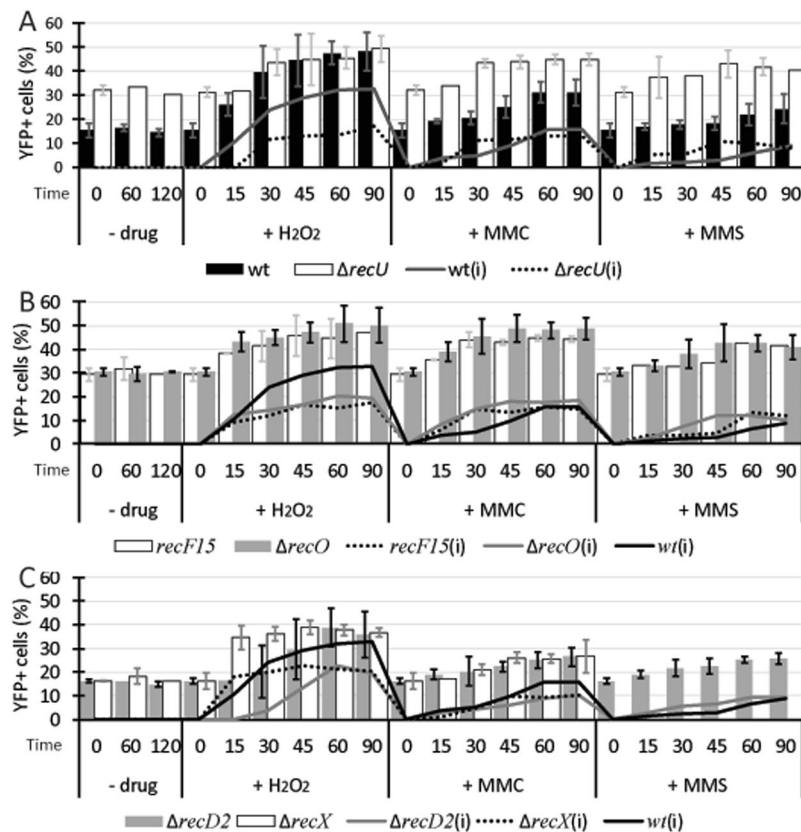 A
YFP+ cells (%)
60
50
40
30
20
10
0
Time 0 60 120 0 15 30 45 60 90 0 15 30 45 60 90 0 15 30 45 60 90
- drug + H2O2 + MMC + MMS
wt ΔrecU wt(i) ΔrecU(i)
B
YFP+ cells (%)
60
50
40
30
20
10
0
Time 0 60 120 0 15 30 45 60 90 0 15 30 45 60 90 0 15 30 45 60 90
- drug + H2O2 + MMC + MMS
recF15 ΔrecO recF15(i) ΔrecO(i) wt(i)
C
YFP+ cells (%)
60
50
40
30
20
10
0
Time 0 60 120 0 15 30 45 60 90 0 15 30 45 60 90 0 15 30 45 60 90
- drug + H2O2 + MMC + MMS
ΔrecD2 ΔrecX ΔrecD2(i) ΔrecX(i) wt(i)